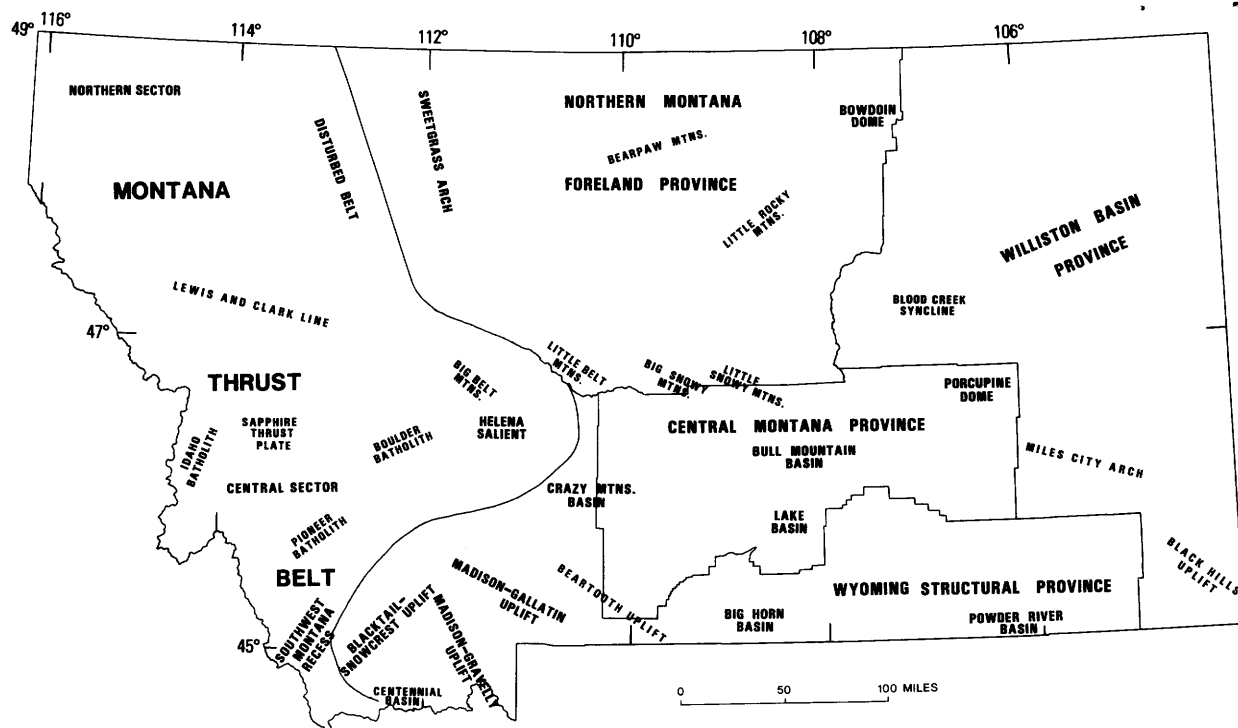 49°
116°
114°
112°
110°
108°
106°
NORTHERN SECTOR
MONTANA
DISTURBED BELT
SWEETGRASS ARCH
NORTHERN MONTANA
BEARPAW MTNS.
FORELAND PROVINCE
LITTLE ROCKY
MTNS.
BOWDOIN
DOME
WILLISTON BASIN
PROVINCE
BLOOD CREEK
SYNCLINE
LEWIS AND CLARK LINE
47°
THRUST
BIG BELT
MTNS.
LITTLE BELT
MTNS.
BIG SNOWY
MTNS.
LITTLE
SNOWY MTNS.
PORCUPINE
DOME
IDAHO
BATHOLITH
SAPPHIRE
THRUST
PLATE
BOULDER
BATHOLITH
HELENA
SALIENT
CENTRAL MONTANA PROVINCE
BULL MOUNTAIN
BASIN
MILES CITY ARCH
CENTRAL SECTOR
CRAZY MTNS.
BASIN
LAKE
BASIN
PIONEER
BATHOLITH
BELT
MADISON-GALLATIN
UPLIFT
BEARTOOTH UPLIFT
WYOMING STRUCTURAL PROVINCE
BLACK HILLS
UPLIFT
BIG HORN
BASIN
POWDER RIVER
BASIN
45°
SOUTHWEST
MONTANA
RECESS
BLACKTAIL-
SNOWCREST UPLIFT
MADISON-GRAVELLY
UPLIFT
CENTENNIAL
BASIN
0
50
100 MILES